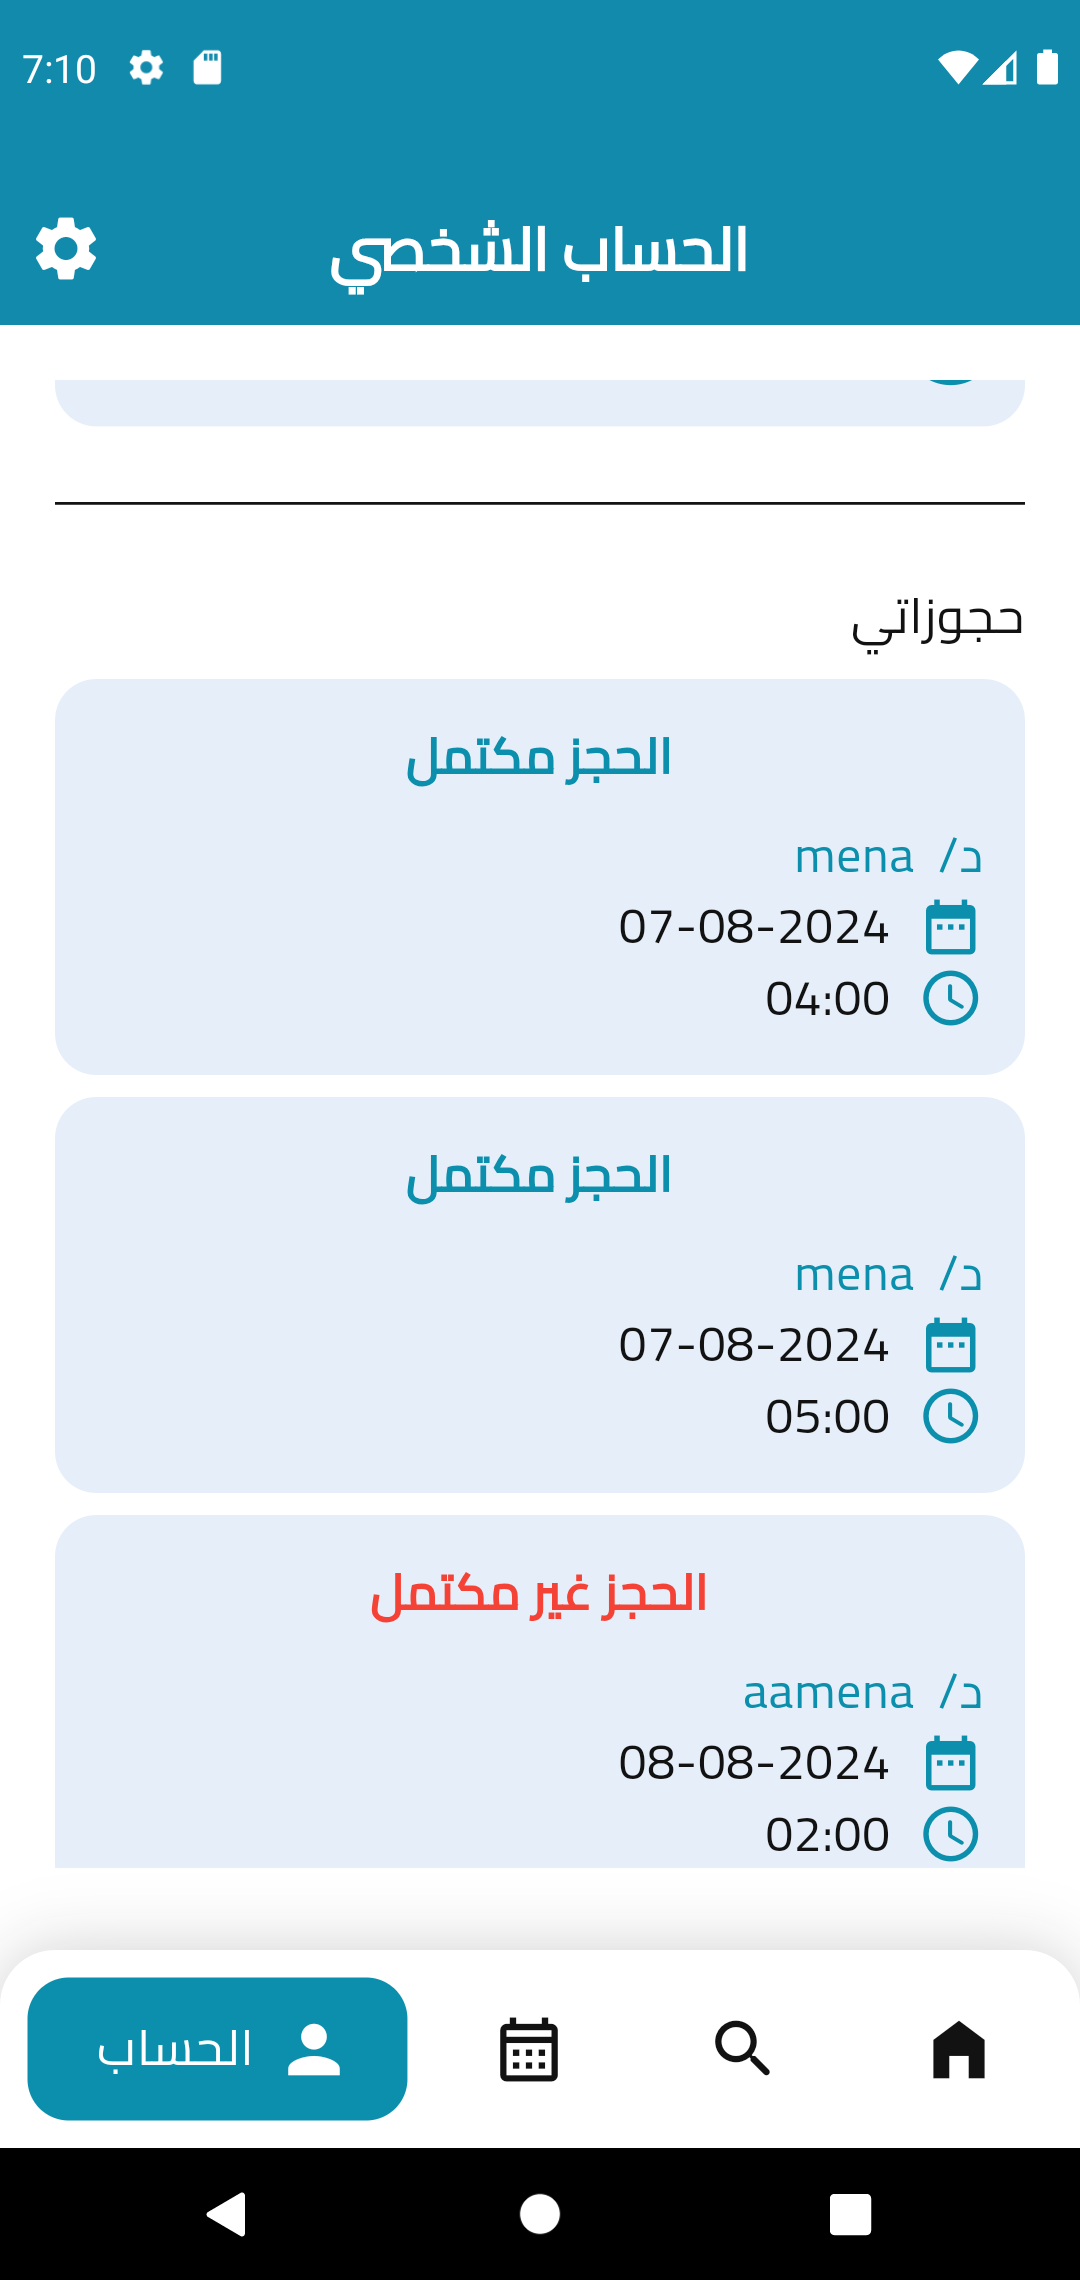 7:10
الحساب الشخصي
حجوزاتي
الحجز مكتمل
د/ mena
07-08-2024
04:00
الحجز مكتمل
د/ mena
07-08-2024
05:00
الحجز غير مكتمل
د/ aamena
08-08-2024
02:00
الحساب